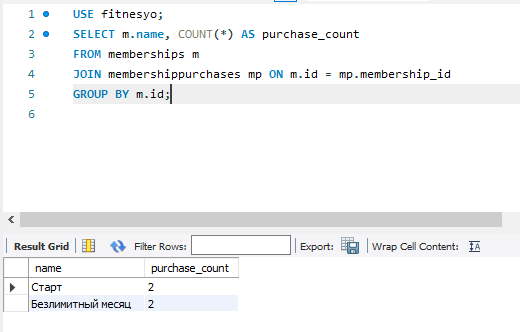 1 USE fitnesyo;
2 SELECT m.name, COUNT(*) AS purchase_count
3 FROM memberships m
4 JOIN membershippurchases mp ON m.id = mp.membership_id
5 GROUP BY m.id;
6
Result Grid Filter Rows: Export: Wrap Cell Content:
name purchase_count
Старт 2
Безлимитный месяц 2